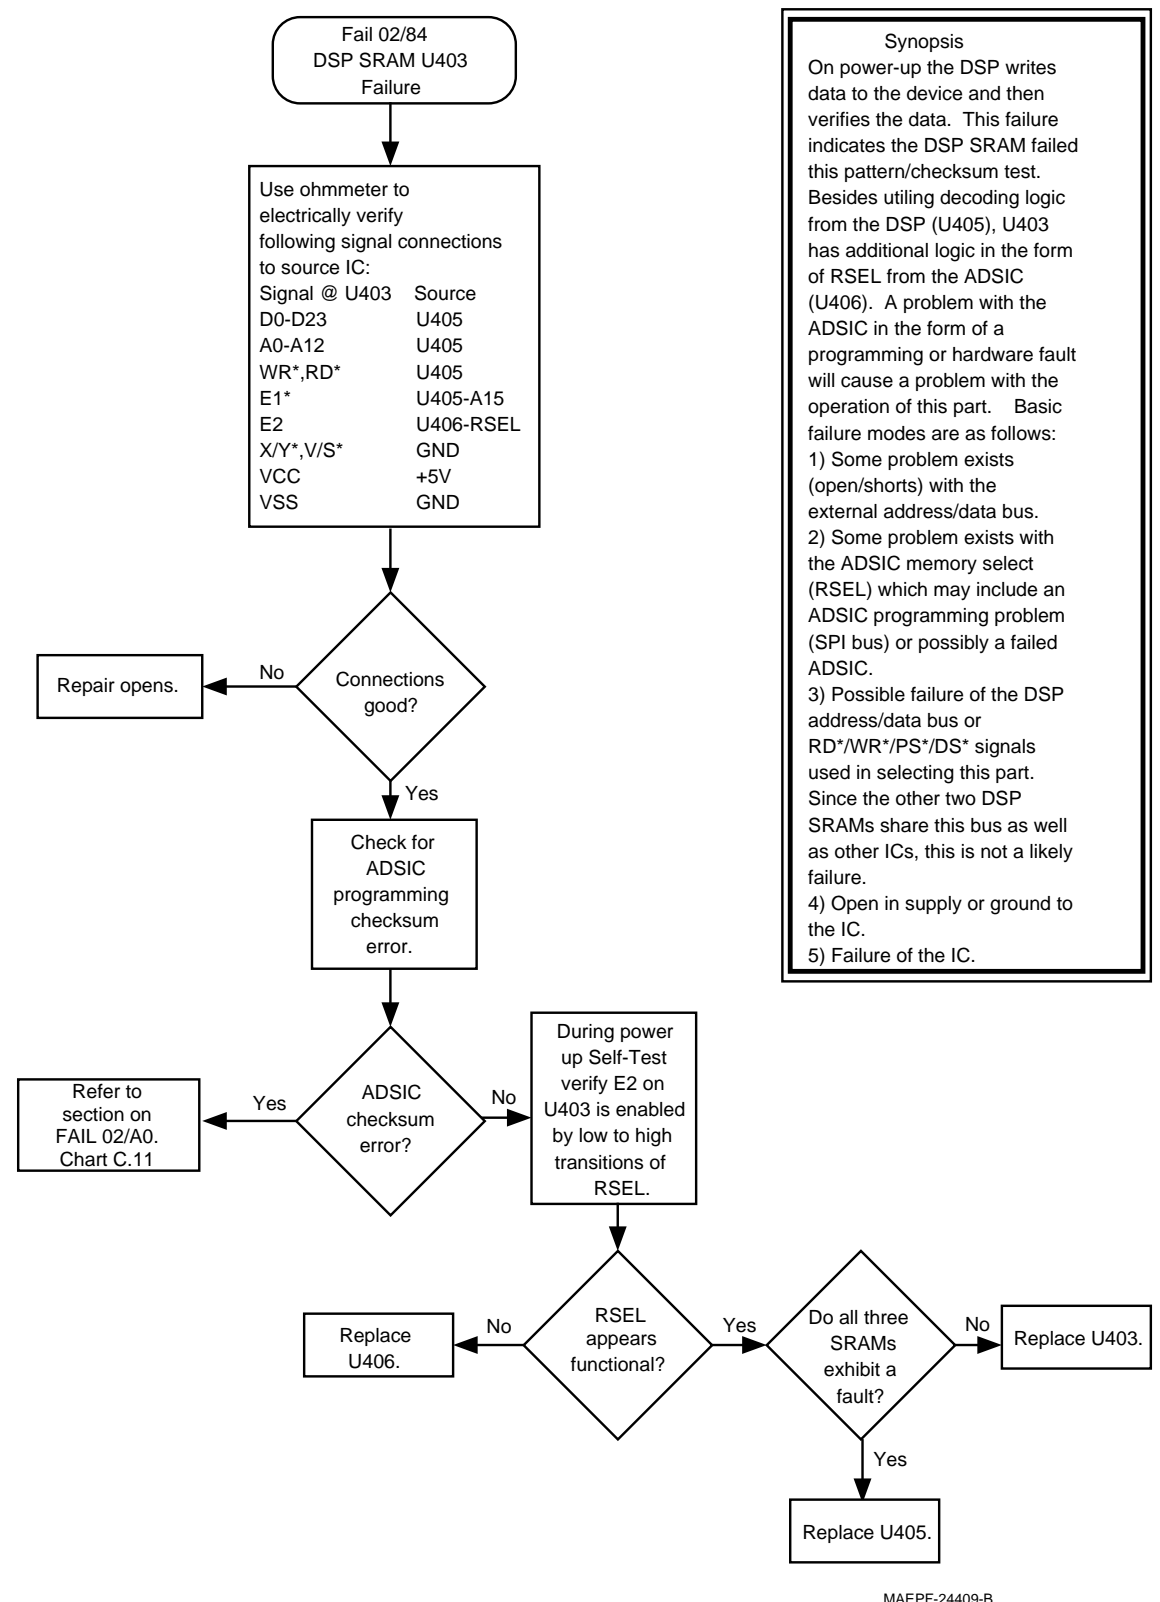 Fail 02/84
DSP SRAM U403
Failure
Use ohmmeter to
electrically verify
following signal connections
to source IC:
Signal @ U403 Source
D0-D23 U405
A0-A12 U405
WR*,RD* U405
E1* U405-A15
E2 U406-RSEL
X/Y*,V/S* GND
VCC +5V
VSS GND
Connections
good?
No
Repair opens.
Yes
Check for
ADSIC
programming
checksum
error.
ADSIC
checksum
error?
Yes
Refer to
section on
FAIL 02/A0.
Chart C.11
No
During power
up Self-Test
verify E2 on
U403 is enabled
by low to high
transitions of
RSEL.
RSEL
appears
functional?
No
Replace
U406.
Yes
Do all three
SRAMs
exhibit a
fault?
No
Replace U403.
Yes
Replace U405.
Synopsis
On power-up the DSP writes
data to the device and then
verifies the data. This failure
indicates the DSP SRAM failed
this pattern/checksum test.
Besides utiling decoding logic
from the DSP (U405), U403
has additional logic in the form
of RSEL from the ADSIC
(U406). A problem with the
ADSIC in the form of a
programming or hardware fault
will cause a problem with the
operation of this part. Basic
failure modes are as follows:
1) Some problem exists
(open/shorts) with the
external address/data bus.
2) Some problem exists with
the ADSIC memory select
(RSEL) which may include an
ADSIC programming problem
(SPI bus) or possibly a failed
ADSIC.
3) Possible failure of the DSP
address/data bus or
RD*/WR*/PS*/DS* signals
used in selecting this part.
Since the other two DSP
SRAMs share this bus as well
as other ICs, this is not a likely
failure.
4) Open in supply or ground to
the IC.
5) Failure of the IC.
MAEPF-24409-B